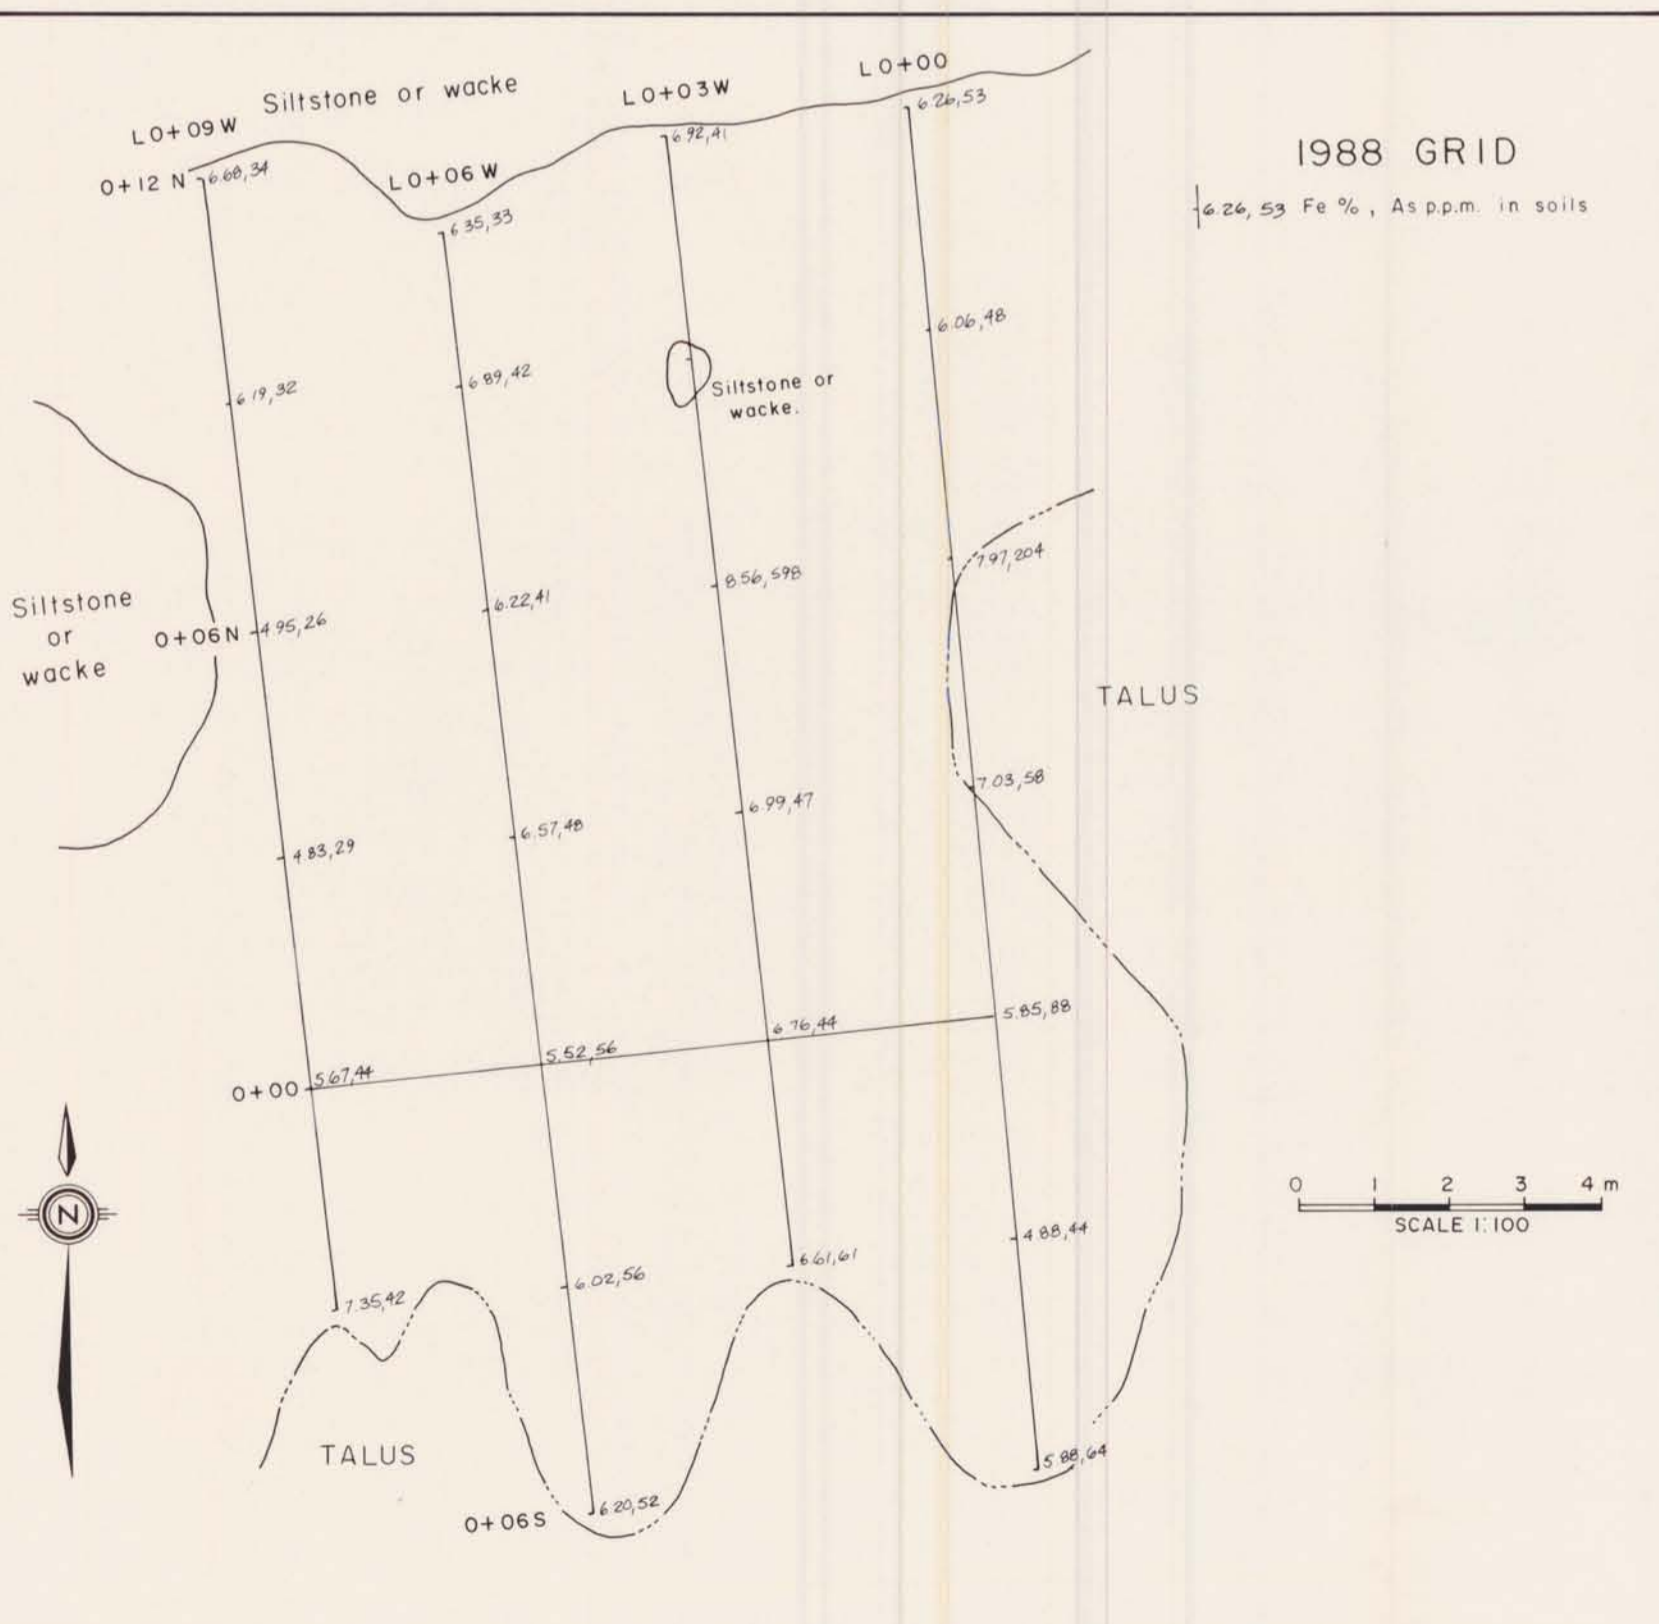 L 0+00
L 0+03W
Siltstone or wacke
L 0+09 W
6.26,53
6.92,41
1988 GRID
L0+06 W
0+12 N
6.68,34
6.26, 53 Fe %, As p.p.m. in soils
6 35,33
6.06,48
6 89,42
6 19,32
Siltstone or
wacke.
7.97,204
8 56,598
6.22,41
Siltstone
or
wacke
0+06N
4.95,26
TALUS
7.03,58
6.99,47
6.57,48
4.83,29
5.85,88
6 76,44
5.52,56
5.67,44
0+00
N
0 1 2 3 4 m
SCALE 1:100
4.88,44
6 61,61
6.02,56
7.35,42
TALUS
5.88,64
6 20,52
0+06S